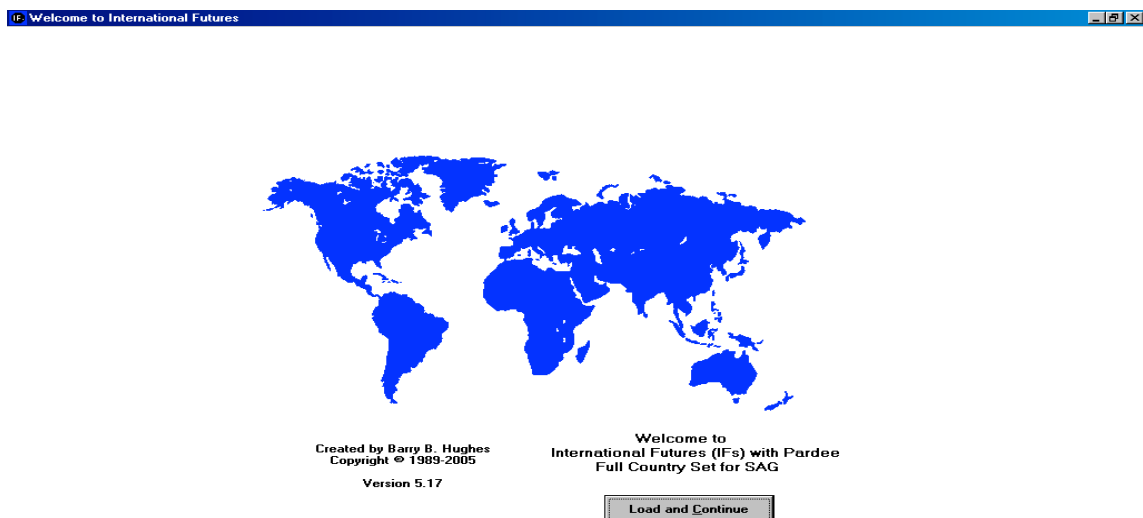 IFs Welcome to International Futures
Created by Barry B. Hughes
Copyright © 1989-2005
Version 5.17
Welcome to
International Futures (IFs) with Pardee
Full Country Set for SAG
Load and Continue